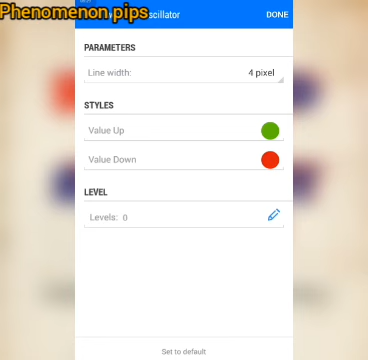 Phenomenon pips
scillator
DONE
PARAMETERS
Line width:
4 pixel
STYLES
Value Up
Value Down
LEVEL
Levels: 0
Set to default